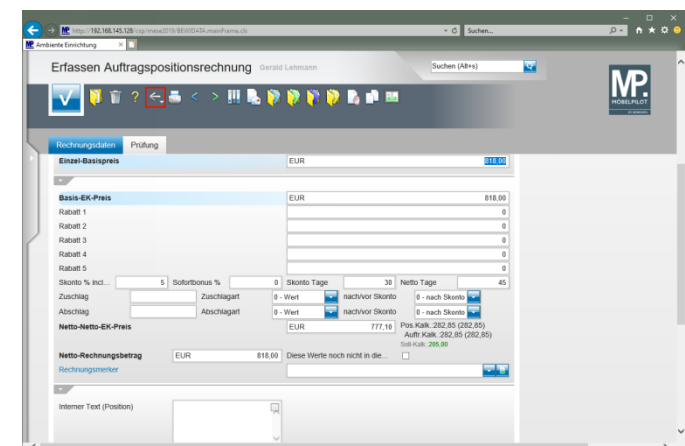 http://192.168.145.128/csp/mese2019/BEWIDATA.mainFrame.cls
Suchen...
Ambiente Einrichtung
Erfassen Auftragspositionsrechnung Gerald Lehmann
Suchen (Alt+s)
MP.
MÖBELPILOT
Rechnungsdaten Prüfung
Einzel-Basispreis EUR 818,00
Basis-EK-Preis EUR 818,00
Rabatt 1 0
Rabatt 2 0
Rabatt 3 0
Rabatt 4 0
Rabatt 5 0
Skonto % incl... 5 Sofortbonus % 0 Skonto Tage 30 Netto Tage 45
Zuschlag Zuschlagart 0 - Wert nach/vor Skonto 0 - nach Skonto
Abschlag Abschlagart 0 - Wert nach/vor Skonto 0 - nach Skonto
Netto-Netto-EK-Preis EUR 777,10 Pos.Kalk.:282,85 (282,85)
Auftr.Kalk.:282,85 (282,85)
Soll-Kalk.:205,00
Netto-Rechnungsbetrag EUR 818,00 Diese Werte noch nicht in die...
Rechnungsmerker
Interner Text (Position)